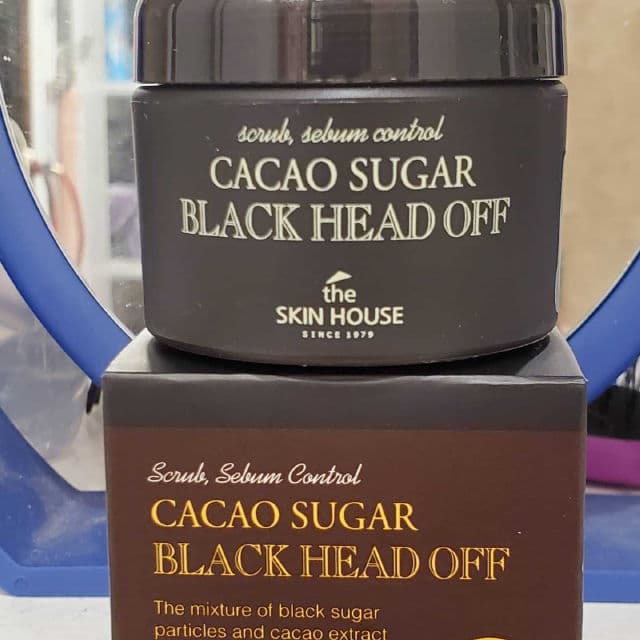 scrub, sebum control
CACAO SUGAR
BLACK HEAD OFF
the
SKIN HOUSE
SINCE 1979
Scrub, Sebum Control
CACAO SUGAR
BLACK HEAD OFF
The mixture of black sugar
particles and cacao extract